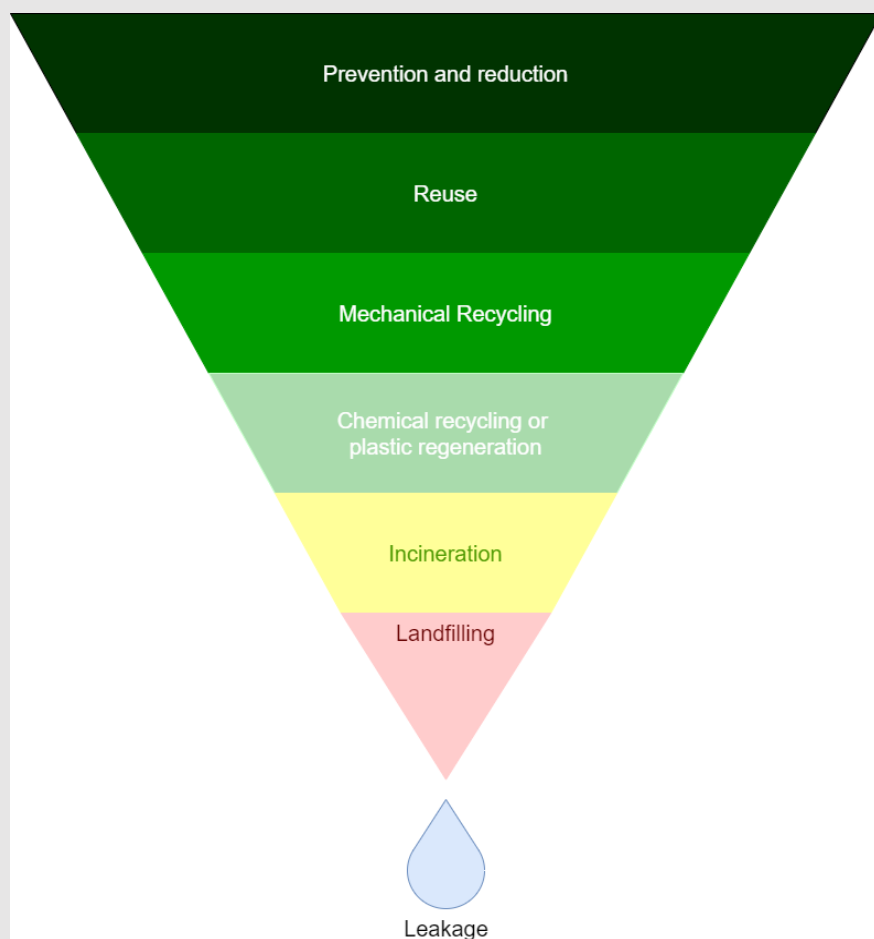 Prevention and reduction
Reuse
Mechanical Recycling
Chemical recycling or
plastic regeneration
Incineration
Landfilling
Leakage